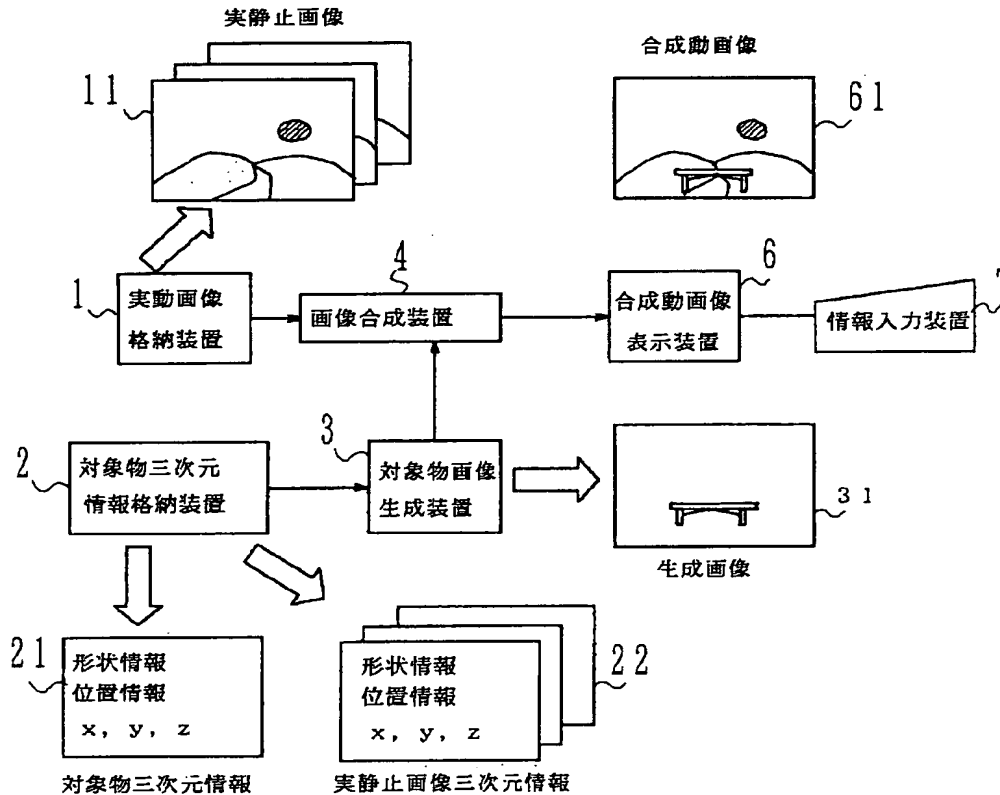 実静止画像
11
合成動画像
61
1
実動画像
格納装置
4
画像合成装置
6
合成動画像
表示装置
7
情報入力装置
2
対象物三次元
情報格納装置
3
対象物画像
生成装置
31
生成画像
21
形状情報
位置情報
x, y, z
対象物三次元情報
22
形状情報
位置情報
x, y, z
実静止画像三次元情報